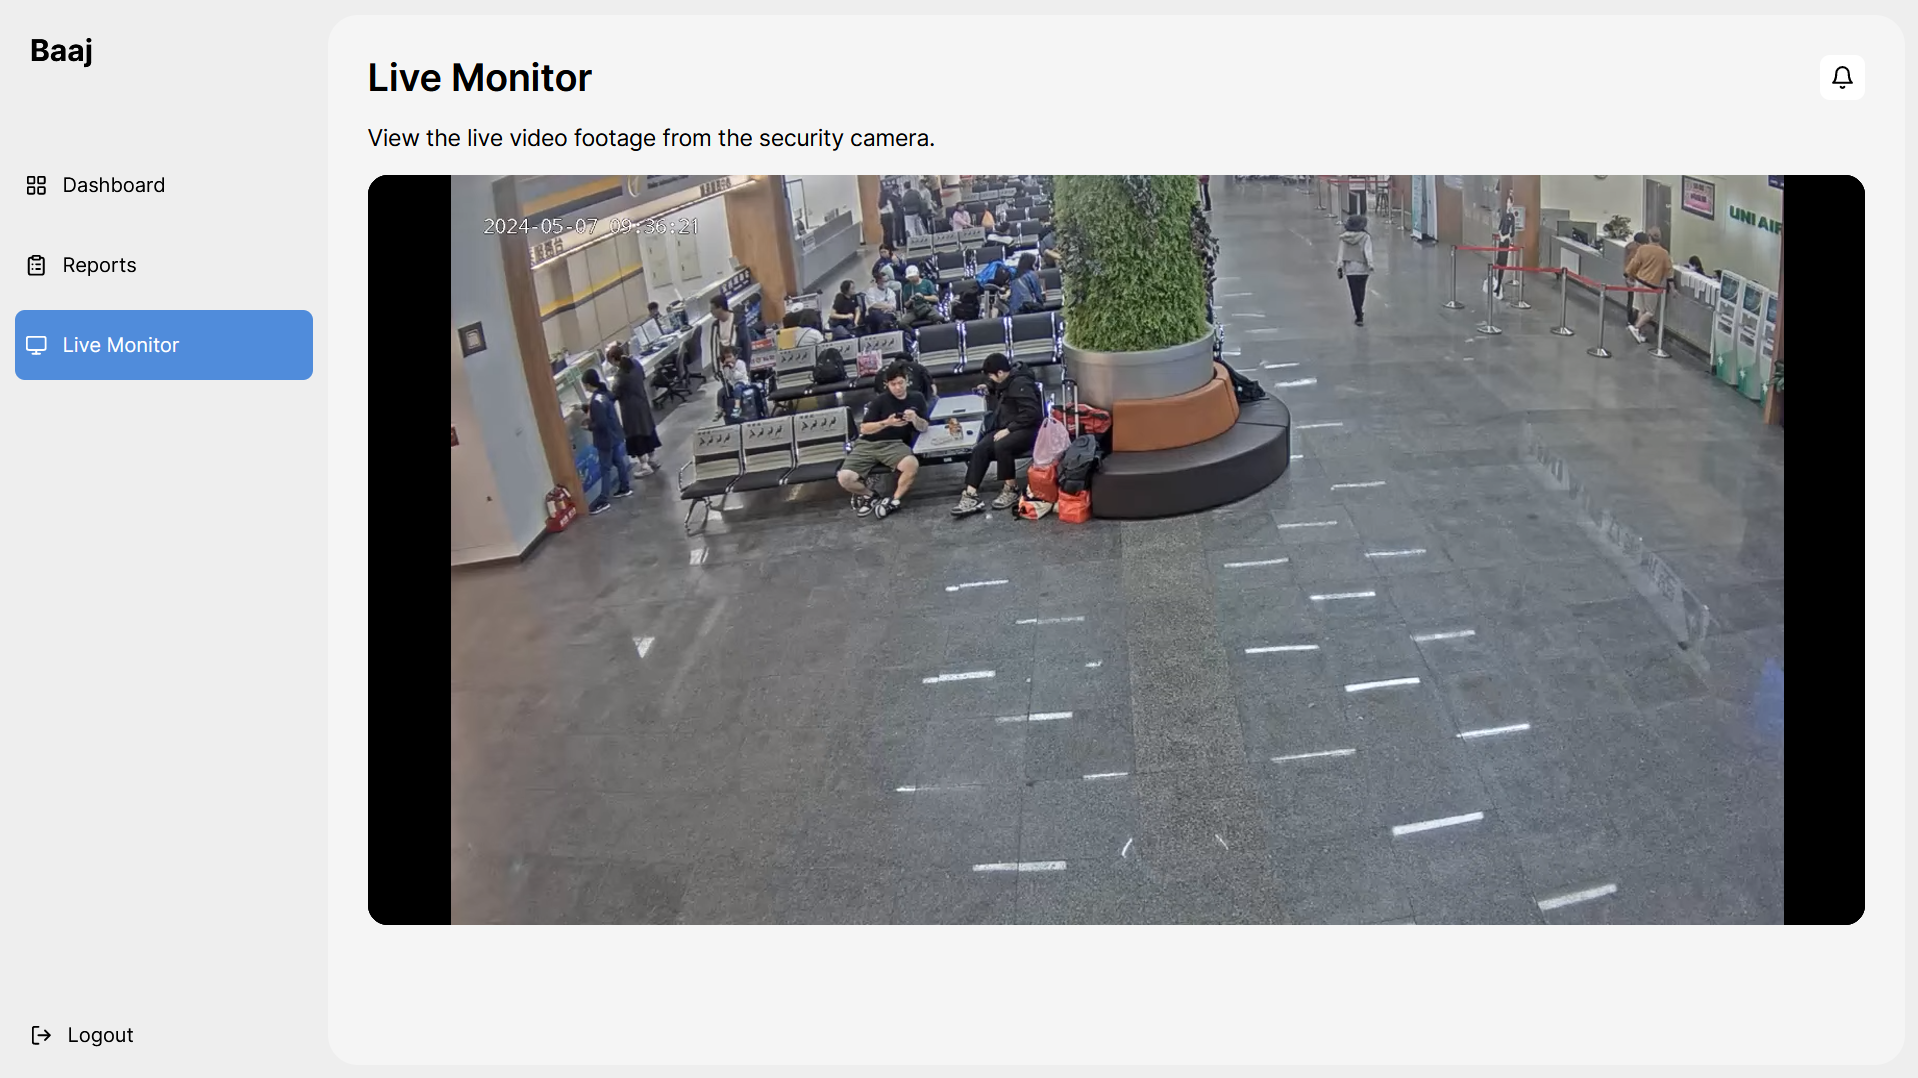 Baaj
Dashboard
Reports
Live Monitor
Logout
Live Monitor
View the live video footage from the security camera.
2024-05-07 09:36:21
UNI AIR